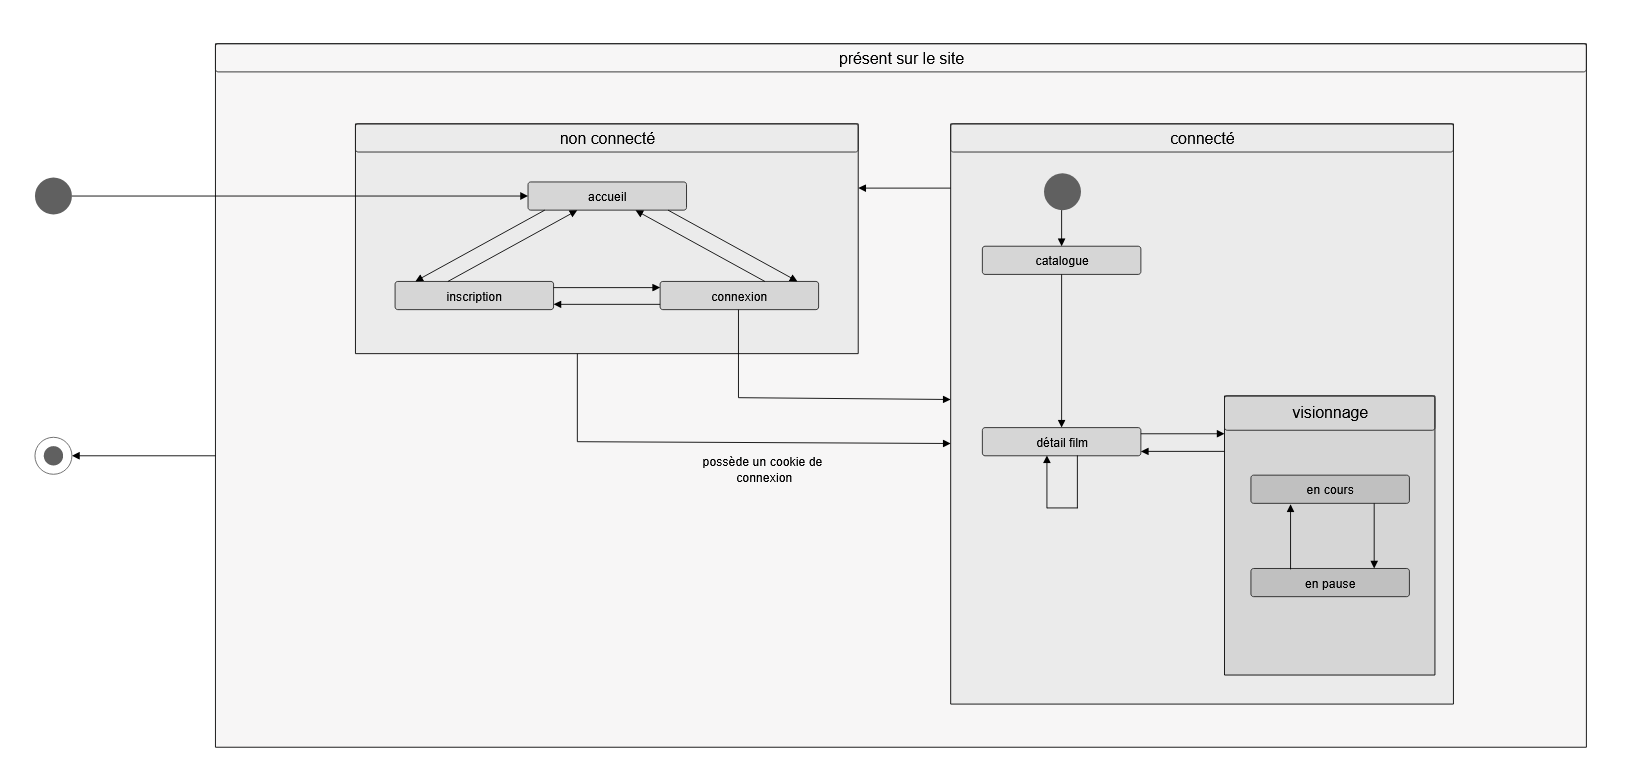 présent sur le site
non connecté
connecté
accueil
catalogue
inscription
connexion
visionnage
détail film
possède un cookie de
connexion
en cours
en pause